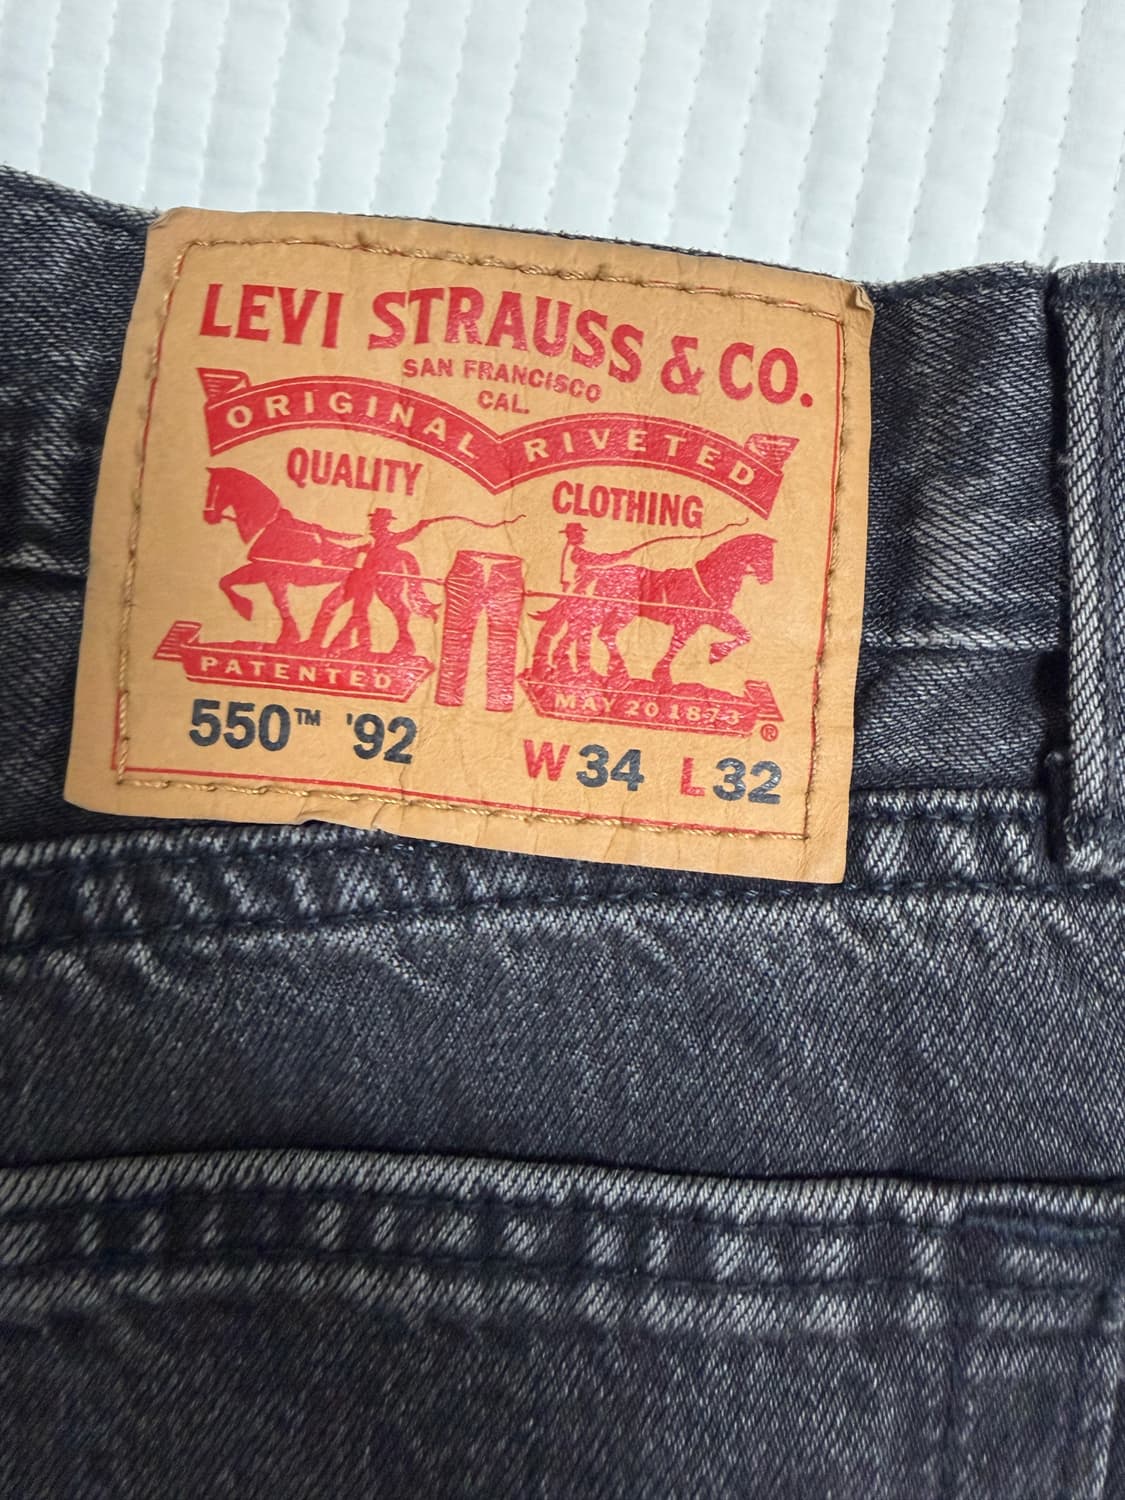 LEVI STRAUSS & CO.
SAN FRANCISCO
CAL.
ORIGINAL RIVETED
QUALITY CLOTHING
PATENTED MAY 20 1873 ®
550™ '92 W34 L32